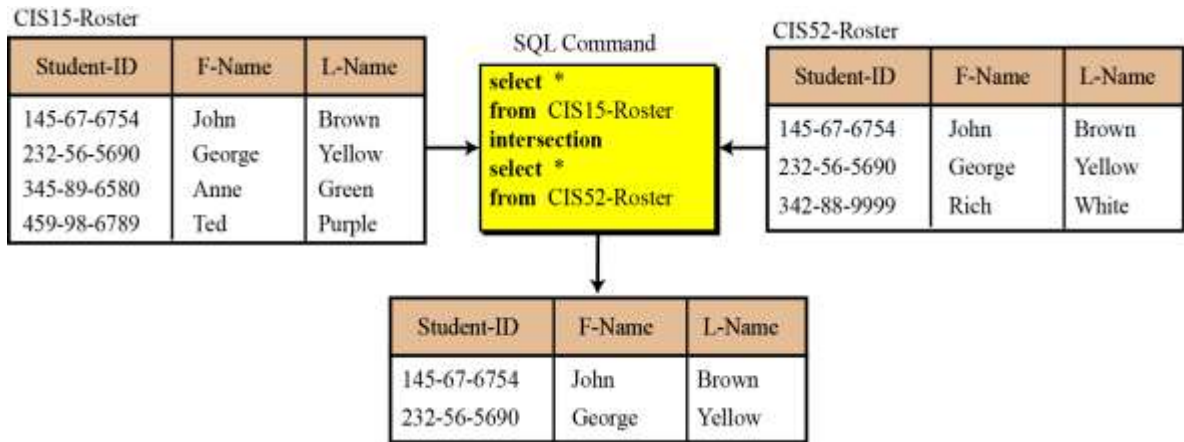 CIS15-Roster
Student-ID F-Name L-Name
145-67-6754 John Brown
232-56-5690 George Yellow
345-89-6580 Anne Green
459-98-6789 Ted Purple
SQL Command
select *
from CIS15-Roster
intersection
select *
from CIS52-Roster
CIS52-Roster
Student-ID F-Name L-Name
145-67-6754 John Brown
232-56-5690 George Yellow
342-88-9999 Rich White
Student-ID F-Name L-Name
145-67-6754 John Brown
232-56-5690 George Yellow